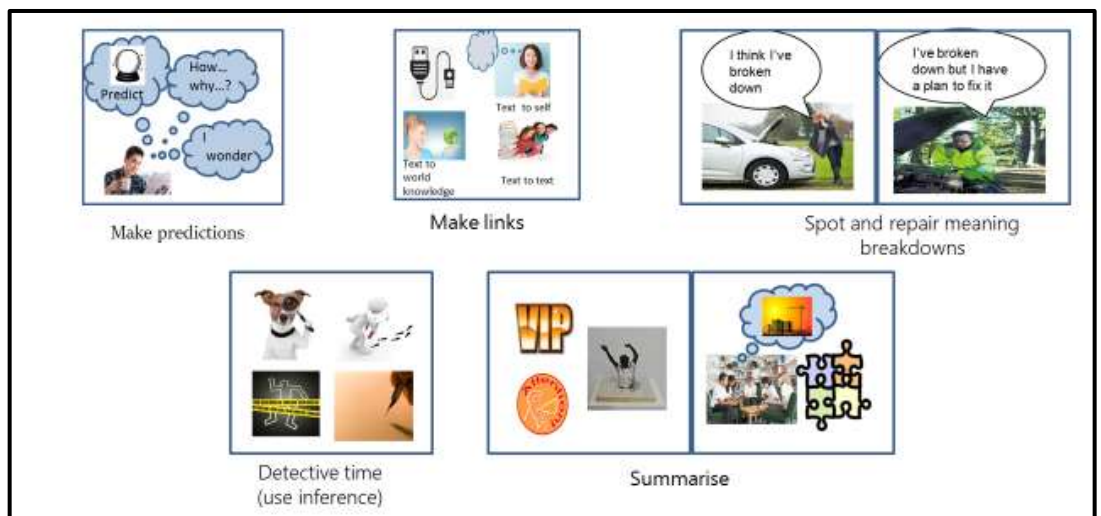 Predict
How...
why...?
I
wonder
Make predictions
Text to self
Text to
world
knowledge
Text to text
Make links
I think I've
broken
down
I've broken
down but I have
a plan to fix it
Spot and repair meaning
breakdowns
Detective time
(use inference)
VIP
Attention
Summarise